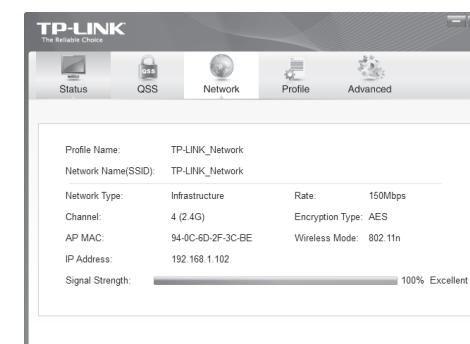 TP-LINK
The Reliable Choice
QSS
Status QSS Network Profile Advanced
Profile Name: TP-LINK_Network
Network Name(SSID): TP-LINK_Network
Network Type: Infrastructure Rate: 150Mbps
Channel: 4 (2.4G) Encryption Type: AES
AP MAC: 94-0C-6D-2F-3C-BE Wireless Mode: 802.11n
IP Address: 192.168.1.102
Signal Strength: 100% Excellent